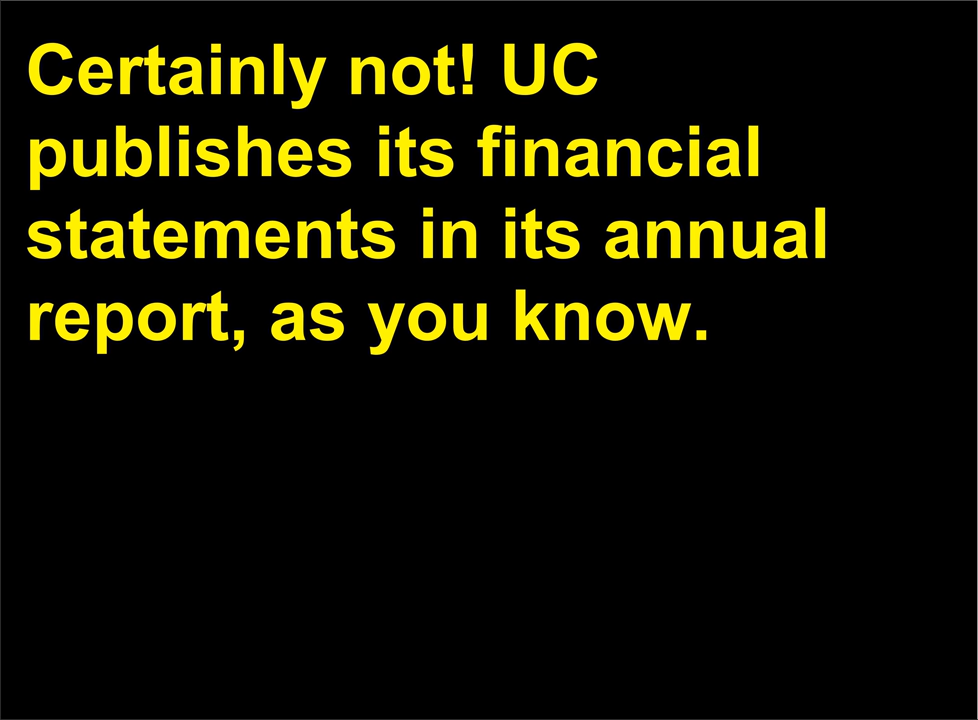 Certainly not! UC
publishes its financial
statements in its annual
report, as you know.